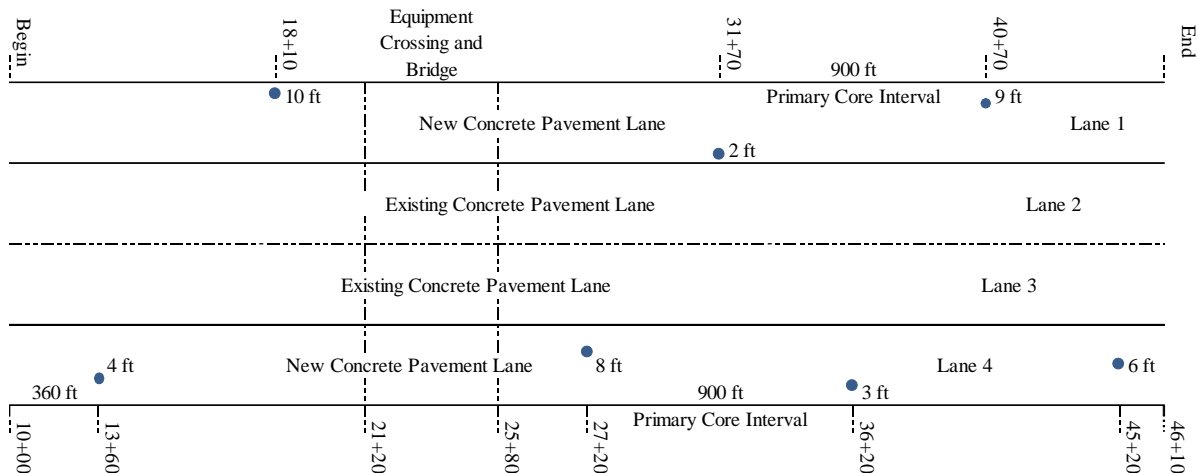 Begin
18+10
Equipment
Crossing and
Bridge
31+70
900 ft
40+70
End
10 ft
Primary Core Interval
9 ft
New Concrete Pavement Lane
Lane 1
2 ft
Existing Concrete Pavement Lane
Lane 2
Existing Concrete Pavement Lane
Lane 3
4 ft
New Concrete Pavement Lane
8 ft
Lane 4
6 ft
360 ft
900 ft
3 ft
Primary Core Interval
10+00
13+60
21+20
25+80
27+20
36+20
45+20
46+10